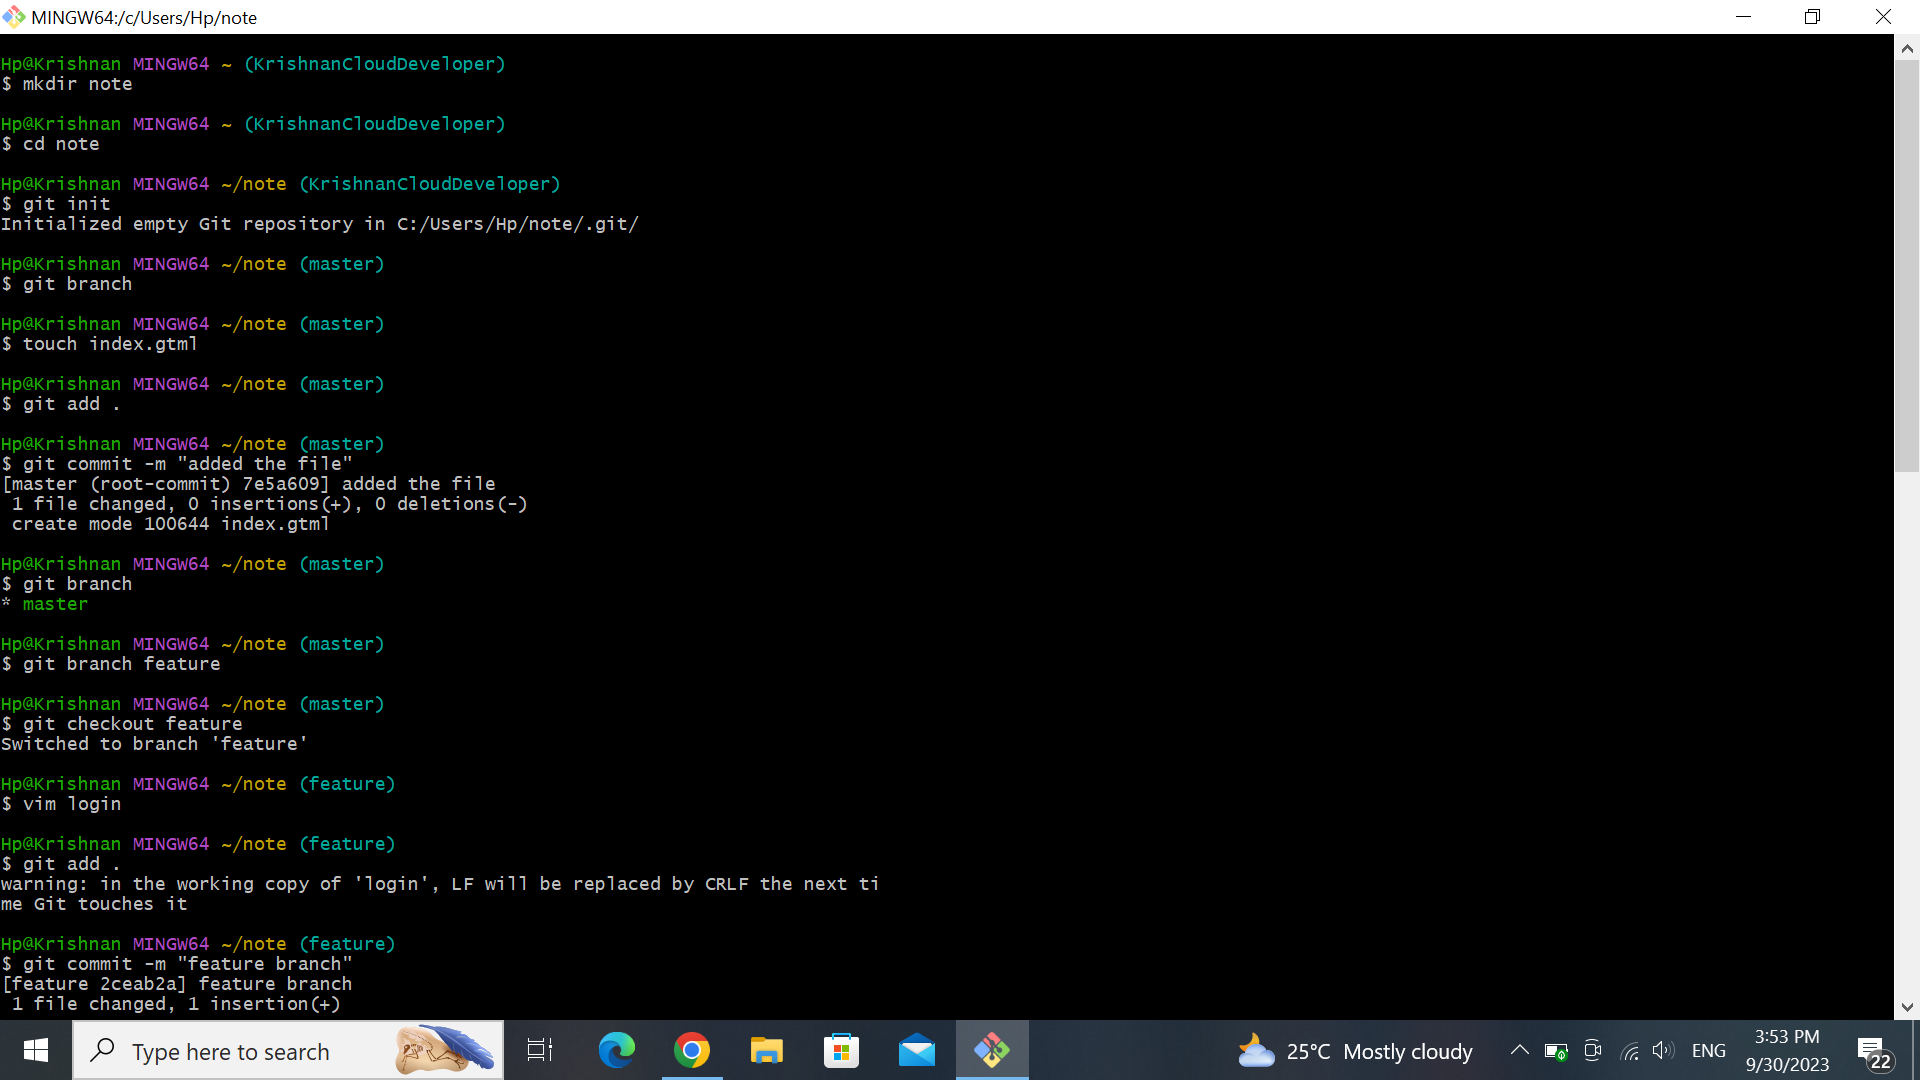 MINGW64:/c/Users/Hp/note
Hp@Krishnan MINGW64 ~ (KrishnanCloudDeveloper)
$ mkdir note
Hp@Krishnan MINGW64 ~ (KrishnanCloudDeveloper)
$ cd note
Hp@Krishnan MINGW64 ~/note (KrishnanCloudDeveloper)
$ git init
Initialized empty Git repository in C:/Users/Hp/note/.git/
Hp@Krishnan MINGW64 ~/note (master)
$ git branch
Hp@Krishnan MINGW64 ~/note (master)
$ touch index.gtml
Hp@Krishnan MINGW64 ~/note (master)
$ git add .
Hp@Krishnan MINGW64 ~/note (master)
$ git commit -m "added the file"
[master (root-commit) 7e5a609] added the file
 1 file changed, 0 insertions(+), 0 deletions(-)
 create mode 100644 index.gtml
Hp@Krishnan MINGW64 ~/note (master)
$ git branch
* master
Hp@Krishnan MINGW64 ~/note (master)
$ git branch feature
Hp@Krishnan MINGW64 ~/note (master)
$ git checkout feature
Switched to branch 'feature'
Hp@Krishnan MINGW64 ~/note (feature)
$ vim login
Hp@Krishnan MINGW64 ~/note (feature)
$ git add .
warning: in the working copy of 'login', LF will be replaced by CRLF the next ti
me Git touches it
Hp@Krishnan MINGW64 ~/note (feature)
$ git commit -m "feature branch"
[feature 2ceab2a] feature branch
 1 file changed, 1 insertion(+)
Type here to search
25°C Mostly cloudy
ENG
3:53 PM
9/30/2023
22